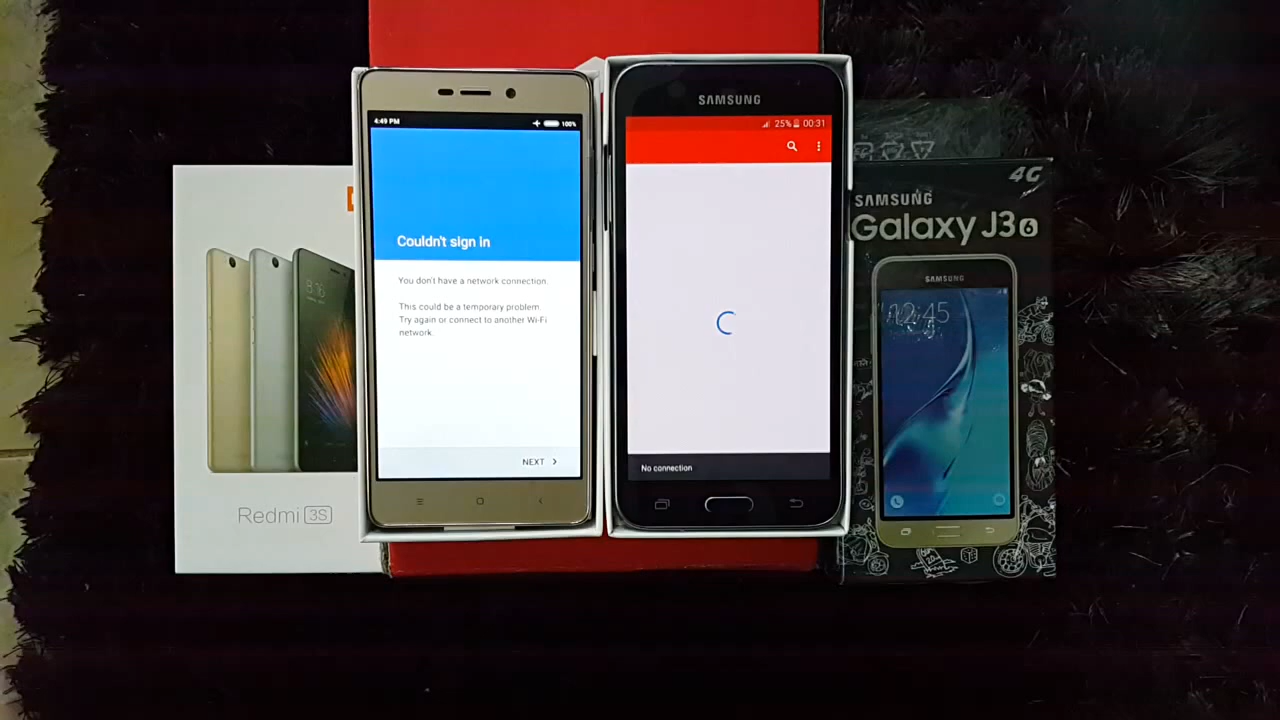 4:49 PM
100%
Couldn't sign in
You don't have a network connection.
This could be a temporary problem.
Try again or connect to another Wi-Fi
network.
NEXT
Redmi 3S
8:16
SAMSUNG
25% 00:31
No connection
4G
SAMSUNG
Galaxy J3 6
SAMSUNG
12:45